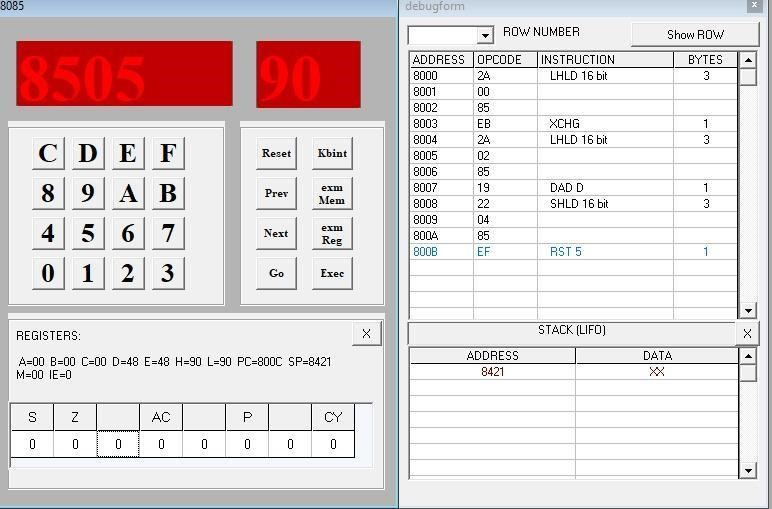 8085
8505 90
C D E F
8 9 A B
4 5 6 7
0 1 2 3
Reset Kbint
Prev exm Mem
Next exm Reg
Go Exec
REGISTERS: X
A=00 B=00 C=00 D=48 E=48 H=90 L=90 PC=800C SP=8421
M=00 IE=0
S Z AC P CY
0 0 0 0 0 0 0 0
debugform x
ROW NUMBER Show ROW
ADDRESS OPCODE INSTRUCTION BYTES
8000 2A LHLD 16 bit 3
8001 00
8002 85
8003 EB XCHG 1
8004 2A LHLD 16 bit 3
8005 02
8006 85
8007 19 DAD D 1
8008 22 SHLD 16 bit 3
8009 04
800A 85
800B EF RST 5 1
STACK (LIFO) X
ADDRESS DATA
8421 XX